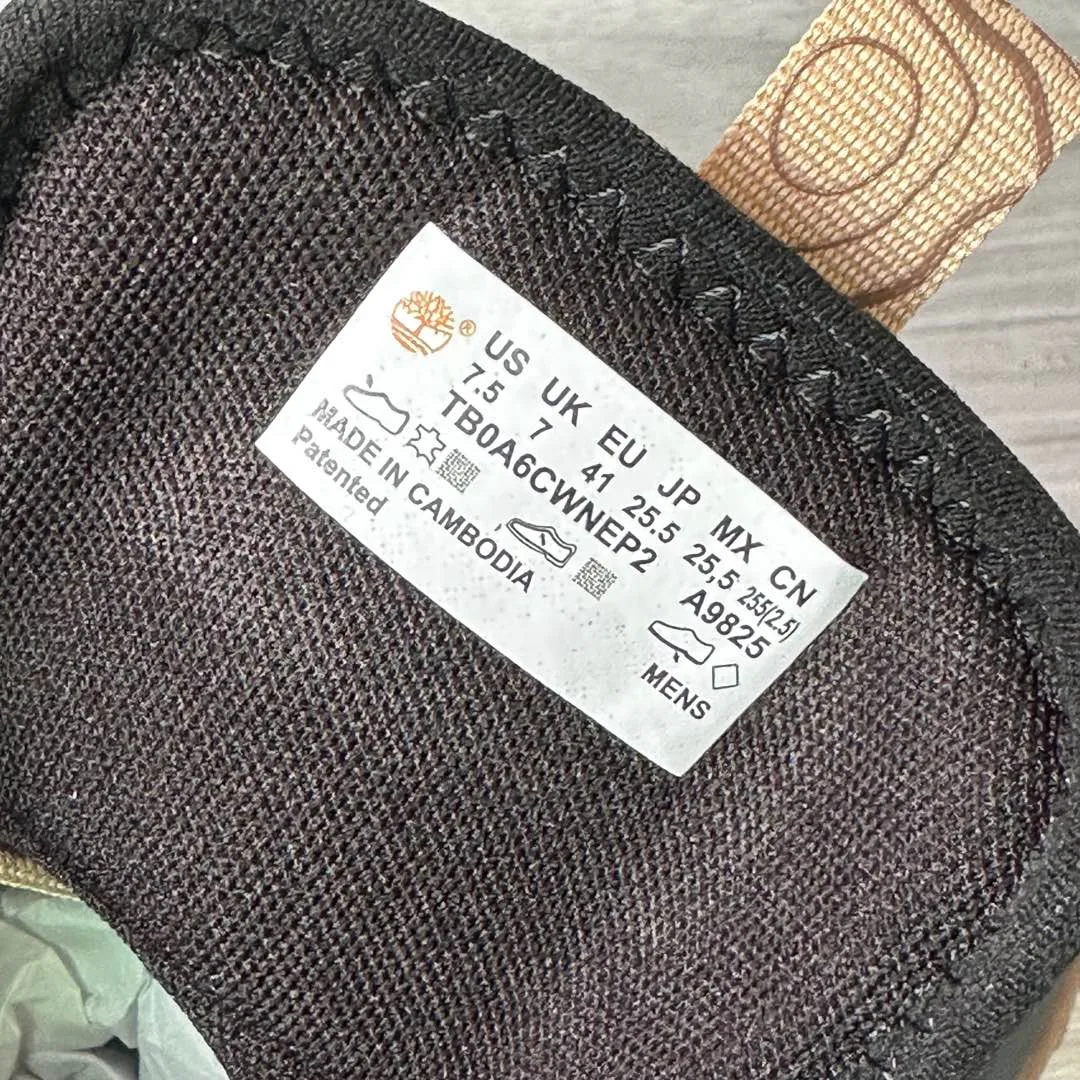 ® US UK EU JP MX CN
7.5 7 41 25.5 25,5 255(2.5)
TB0A6CWNEP2 A9825
MADE IN CAMBODIA MENS
Patented